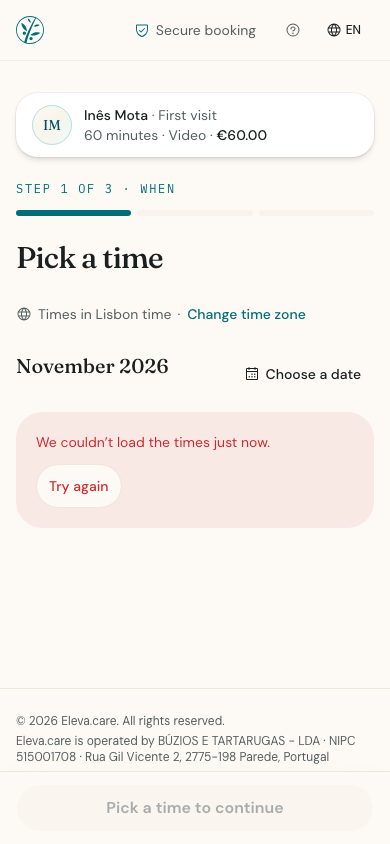 Secure booking
EN
IM
Inês Mota · First visit
60 minutes · Video · €60.00
STEP 1 OF 3 · WHEN
Pick a time
Times in Lisbon time · Change time zone
November 2026
Choose a date
We couldn’t load the times just now.
Try again
© 2026 Eleva.care. All rights reserved.
Eleva.care is operated by BÚZIOS E TARTARUGAS – LDA · NIPC
515001708 · Rua Gil Vicente 2, 2775-198 Parede, Portugal
Pick a time to continue